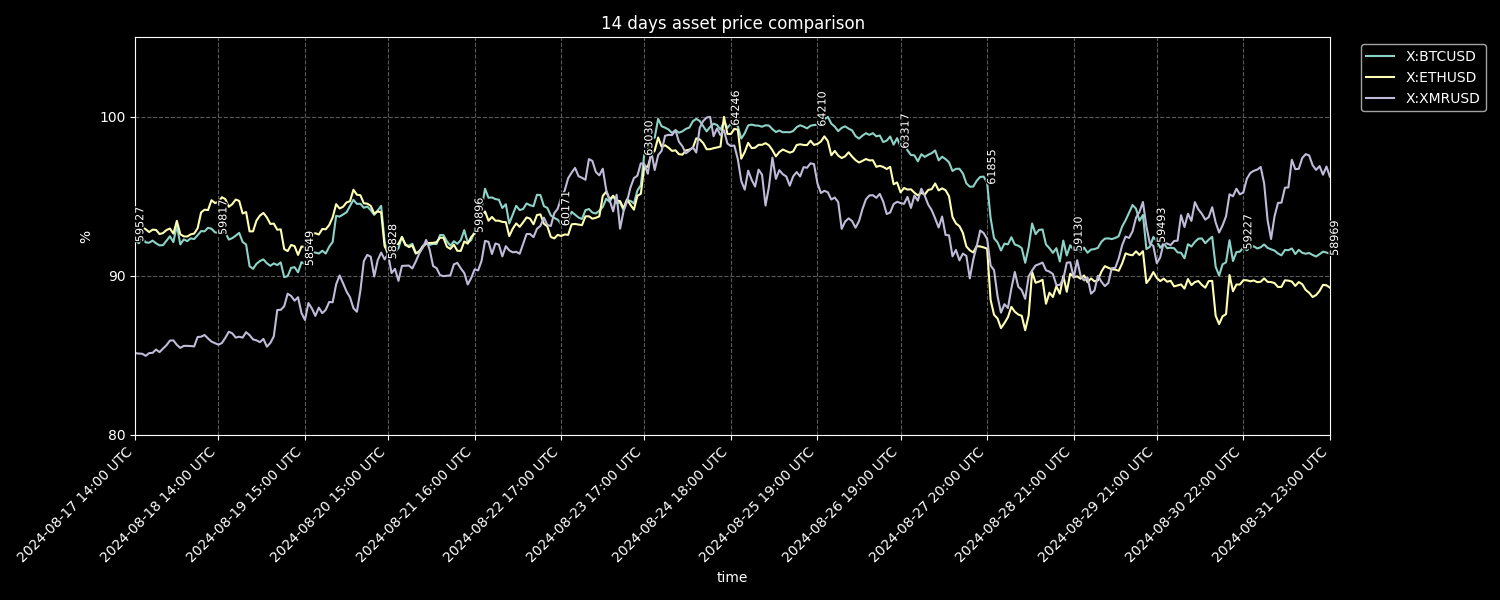 14 days asset price comparison
X:BTCUSD
X:ETHUSD
X:XMRUSD
%
100
90
80
59527
59817
58549
58828
59896
60171
63030
64246
64210
63317
61855
59130
59493
59227
58969
2024-08-17 14:00 UTC
2024-08-18 14:00 UTC
2024-08-19 15:00 UTC
2024-08-20 15:00 UTC
2024-08-21 16:00 UTC
2024-08-22 17:00 UTC
2024-08-23 17:00 UTC
2024-08-24 18:00 UTC
2024-08-25 19:00 UTC
2024-08-26 19:00 UTC
2024-08-27 20:00 UTC
2024-08-28 21:00 UTC
2024-08-29 21:00 UTC
2024-08-30 22:00 UTC
2024-08-31 23:00 UTC
time